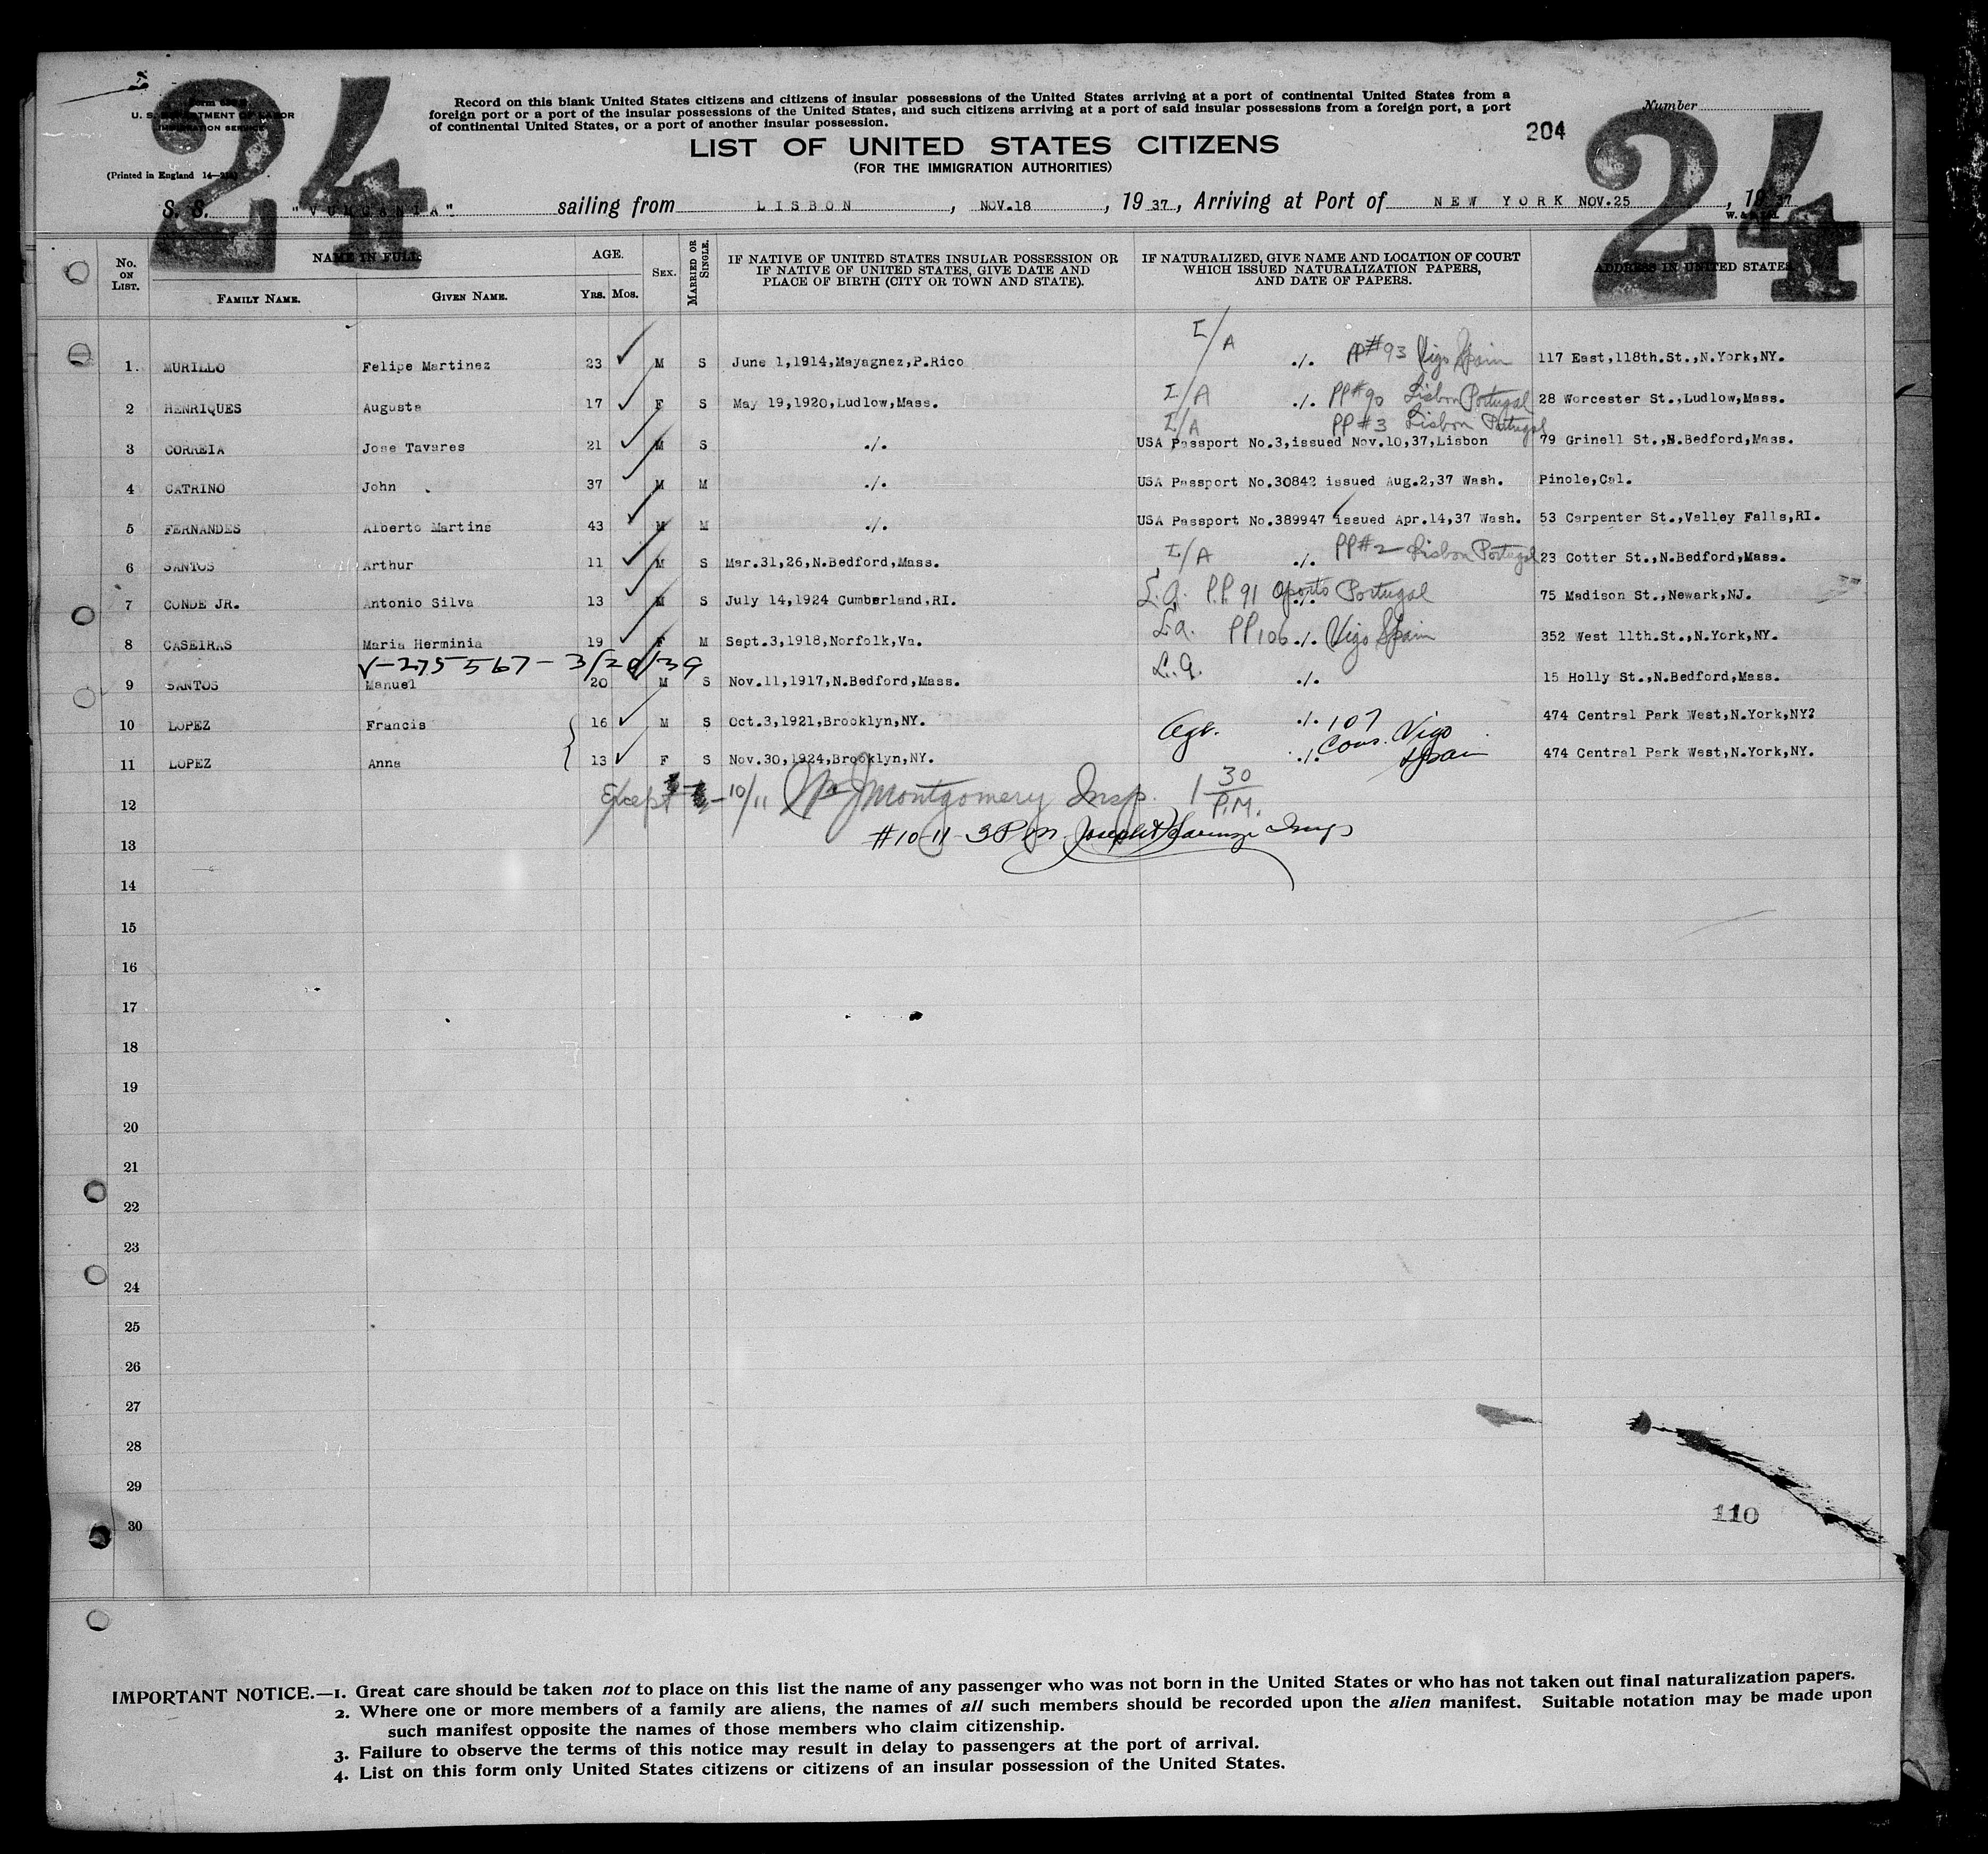 24
24
Form 630
U. S. DEPARTMENT OF LABOR
IMMIGRATION SERVICE
(Printed in England
Record on this blank United States citizens and citizens of insular possessions of the United States arriving at a port of continental United States from a
foreign port or a port of the insular possessions of the United States, and such citizens arriving at a port of said insular possessions from a foreign port, a port
of continental United States, or a port of another insular possession.
Number
204
LIST OF UNITED STATES CITIZENS
(FOR THE IMMIGRATION AUTHORITIES)
S. S. "VULCANIA" sailing from LISBON, NOV.18, 1937, Arriving at Port of NEW YORK NOV.25, 1937
No. ON LIST. NAME IN FULL. AGE. SEX. MARRIED OR SINGLE. IF NATIVE OF UNITED STATES INSULAR POSSESSION OR IF NATIVE OF UNITED STATES, GIVE DATE AND PLACE OF BIRTH (CITY OR TOWN AND STATE). IF NATURALIZED, GIVE NAME AND LOCATION OF COURT WHICH ISSUED NATURALIZATION PAPERS, AND DATE OF PAPERS. ADDRESS IN UNITED STATES.
FAMILY NAME. GIVEN NAME. YRS. MOS.
1. MURILLO Felipe Martinez 23 M S June 1,1914,Mayagnez,P.Rico I/A ./. PP#93 Vigo Spain 117 East,118th.St.,N.York,NY.
2 HENRIQUES Augusta 17 F S May 19,1920,Ludlow,Mass. I/A ./. PP#90 Lisbon Portugal 28 Worcester St.,Ludlow,Mass.
I/A PP#3 Lisbon Portugal
3 CORREIA Jose Tavares 21 M S ./. USA Passport No.3,issued Nov.10,37,Lisbon 79 Grinell St.,N.Bedford,Mass.
4 CATRINO John 37 M M ./. USA Passport No.30842 issued Aug.2,37 Wash. Pinole,Cal.
5 FERNANDES Alberto Martins 43 M M ./. USA Passport No.389947 issued Apr.14,37 Wash. 53 Carpenter St.,Valley Falls,RI.
6 SANTOS Arthur 11 M S Mar.31,26,N.Bedford,Mass. I/A ./. PP#2 Lisbon Portugal 23 Cotter St.,N.Bedford,Mass.
7 CONDE JR. Antonio Silva 13 M S July 14,1924 Cumberland,RI. I.A. P.P. 91 Oporto ./. Portugal 75 Madison St.,Newark,NJ.
8 CASEIRAS Maria Herminia 19 F M Sept.3,1918,Norfolk,Va. I.A. PP106 ./. Vigo Spain 352 West 11th.St.,N.York,NY.
V-275567-3/20/39
9 SANTOS Manuel 20 M S Nov.11,1917,N.Bedford,Mass. I.A. ./. 15 Holly St.,N.Bedford,Mass.
10 LOPEZ Francis 16 M S Oct.3,1921,Brooklyn,NY. ./. 107 474 Central Park West,N.York,NY?
11 LOPEZ Anna 13 F S Nov.30,1924,Brooklyn,NY. ./. Cons. Vigo Spain 474 Central Park West,N.York,NY.
12 Except 10/11 Montgomery Insp. 1 30 P.M.
13 #10-11-3PM Insp
14
15
16
17
18
19
20
21
22
23
24
25
26
27
28
29
110
30
IMPORTANT NOTICE.—1. Great care should be taken not to place on this list the name of any passenger who was not born in the United States or who has not taken out final naturalization papers.
2. Where one or more members of a family are aliens, the names of all such members should be recorded upon the alien manifest. Suitable notation may be made upon
such manifest opposite the names of those members who claim citizenship.
3. Failure to observe the terms of this notice may result in delay to passengers at the port of arrival.
4. List on this form only United States citizens or citizens of an insular possession of the United States.